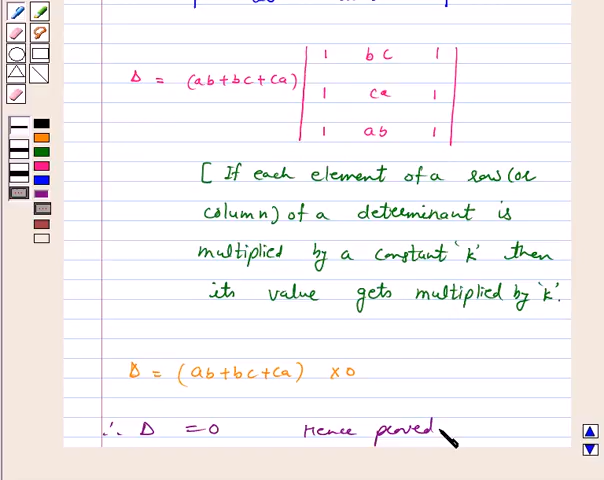 Δ = (ab+bc+ca) | 1 bc 1 |
| 1 ca 1 |
| 1 ab 1 |
[ If each element of a row (or
column) of a determinant is
multiplied by a constant 'k' then
its value gets multiplied by 'k'.
Δ = (ab+bc+ca) x 0
∴ Δ = 0 Hence proved